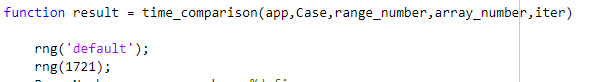 function result = time_comparison(app,Case,range_number,array_number,iter)
rng('default');
rng(1721);